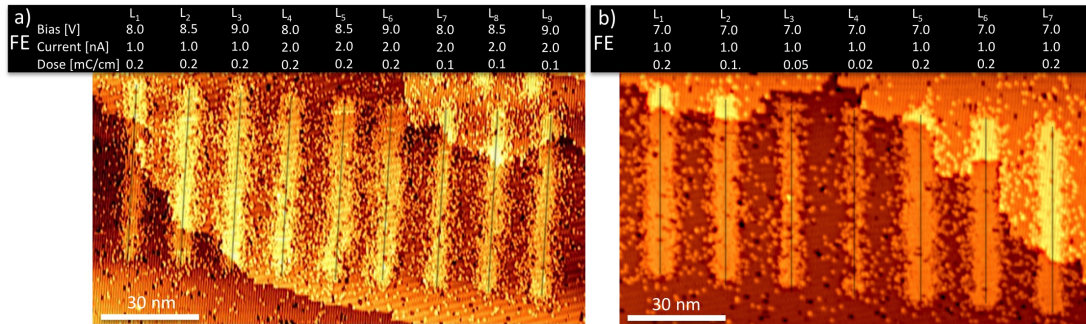 a) L1 L2 L3 L4 L5 L6 L7 L8 L9
Bias [V] 8.0 8.5 9.0 8.0 8.5 9.0 8.0 8.5 9.0
FE Current [nA] 1.0 1.0 1.0 2.0 2.0 2.0 2.0 2.0 2.0
Dose [mC/cm] 0.2 0.2 0.2 0.2 0.2 0.2 0.1 0.1 0.1
30 nm
b) L1 L2 L3 L4 L5 L6 L7
7.0 7.0 7.0 7.0 7.0 7.0 7.0
FE 1.0 1.0 1.0 1.0 1.0 1.0 1.0
0.2 0.1. 0.05 0.02 0.2 0.2 0.2
30 nm